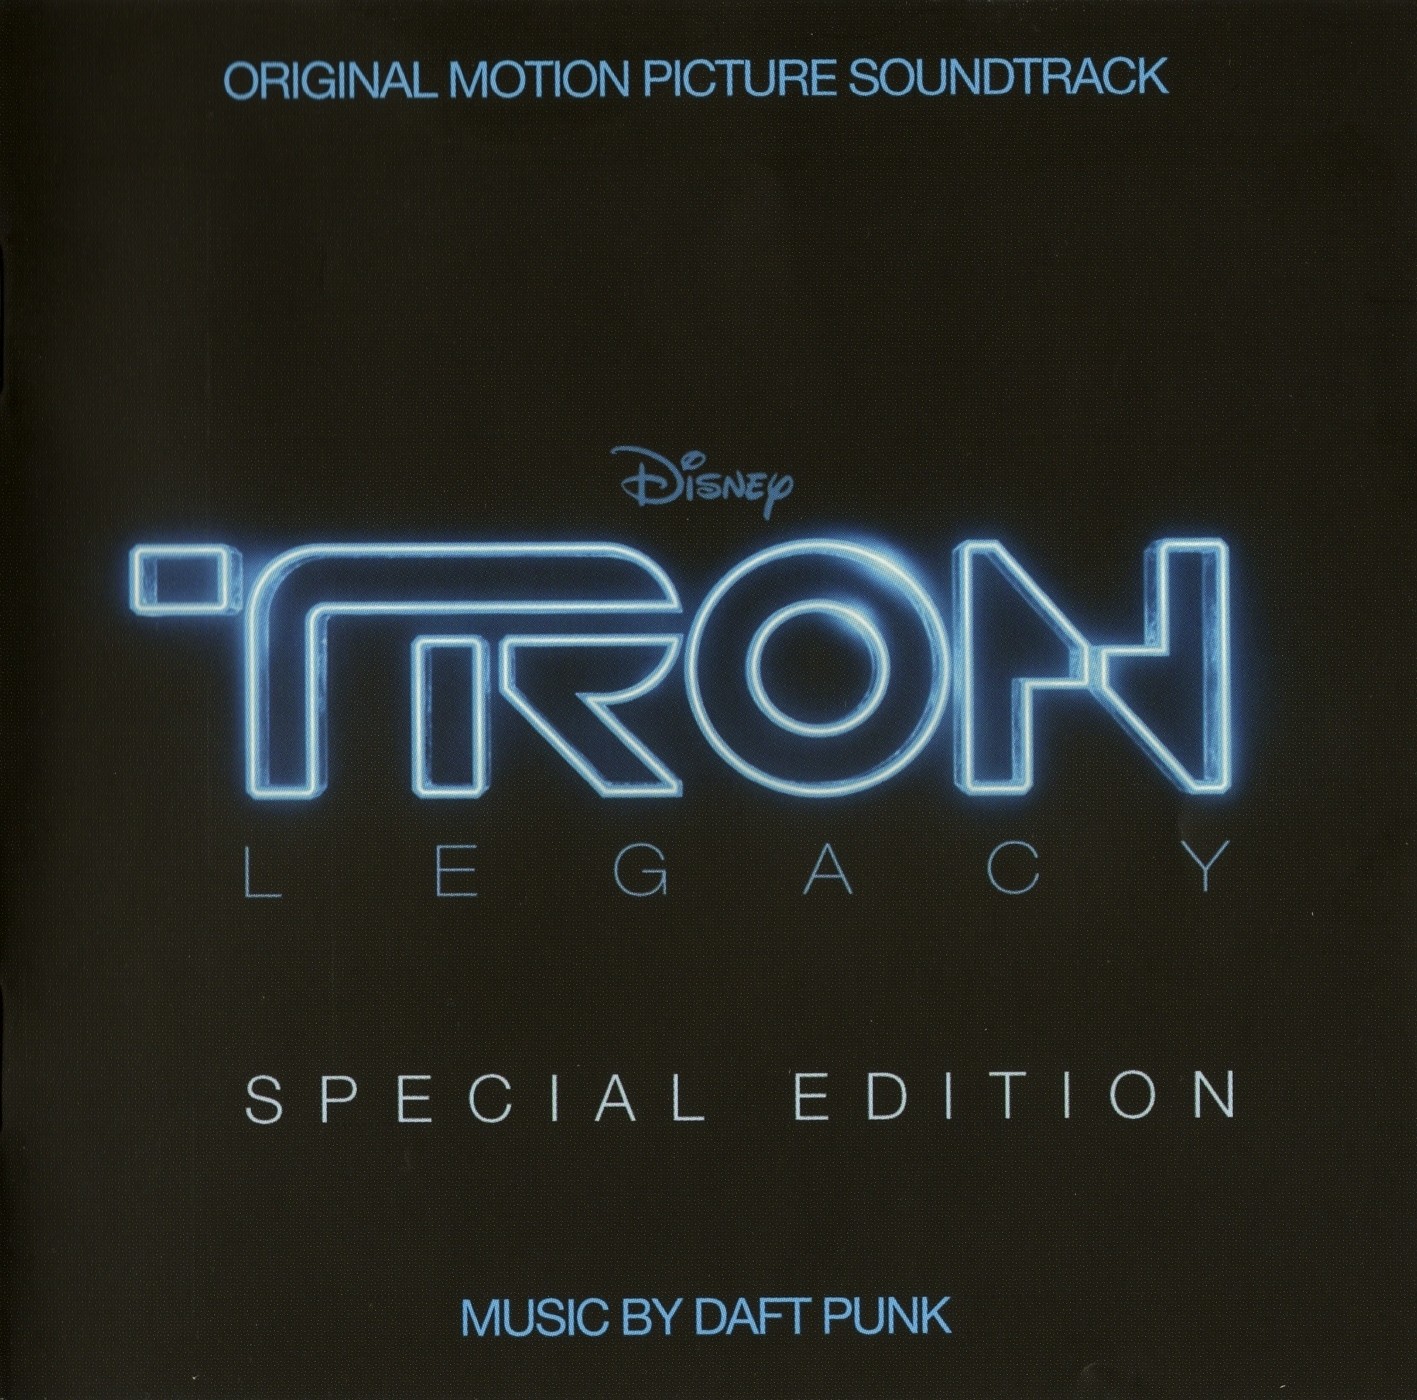 ORIGINAL MOTION PICTURE SOUNDTRACK
DISNEY
TRON
LEGACY
SPECIAL EDITION
MUSIC BY DAFT PUNK